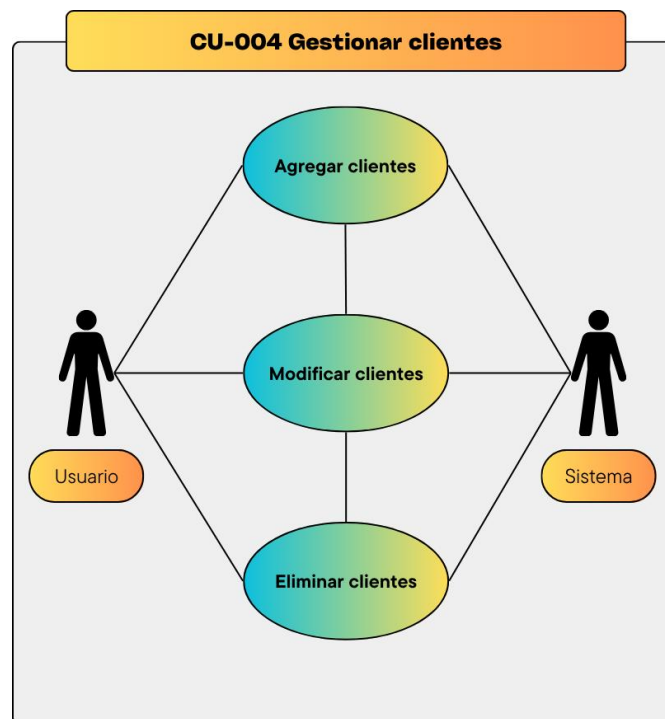 CU-004 Gestionar clientes
Agregar clientes
Modificar clientes
Usuario
Sistema
Eliminar clientes